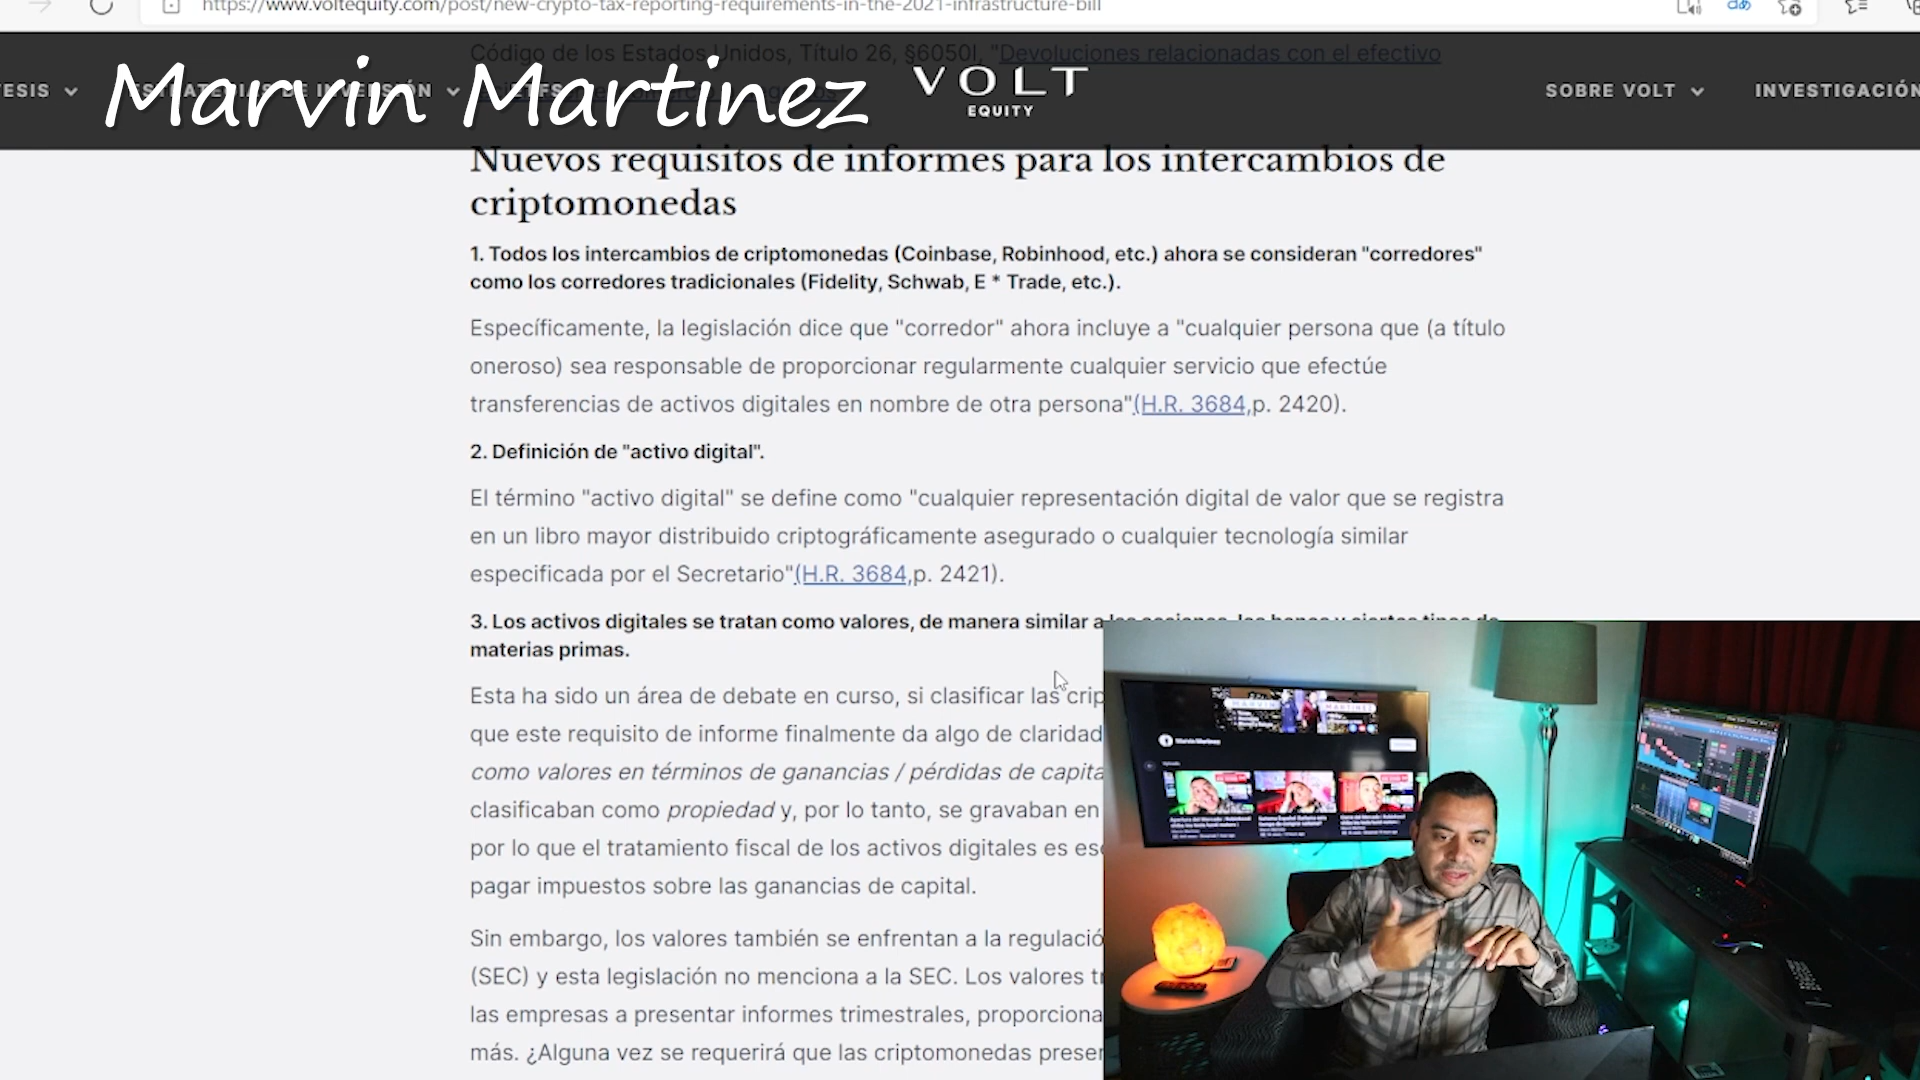 https://www.voltequity.com/post/new-crypto-tax-reporting-requirements-in-the-2021-infrastructure-bill
Código de los Estados Unidos, Título 26, §6050I, "Devoluciones relacionadas con el efectivo
Marvin Martinez
VOLT
EQUITY
SOBRE VOLT
INVESTIGACIÓN
Nuevos requisitos de informes para los intercambios de
criptomonedas
1. Todos los intercambios de criptomonedas (Coinbase, Robinhood, etc.) ahora se consideran "corredores"
como los corredores tradicionales (Fidelity, Schwab, E * Trade, etc.).
Específicamente, la legislación dice que "corredor" ahora incluye a "cualquier persona que (a título
oneroso) sea responsable de proporcionar regularmente cualquier servicio que efectúe
transferencias de activos digitales en nombre de otra persona"(H.R. 3684,p. 2420).
2. Definición de "activo digital".
El término "activo digital" se define como "cualquier representación digital de valor que se registra
en un libro mayor distribuido criptográficamente asegurado o cualquier tecnología similar
especificada por el Secretario"(H.R. 3684,p. 2421).
3. Los activos digitales se tratan como valores, de manera similar a
materias primas.
Esta ha sido un área de debate en curso, si clasificar las crip
que este requisito de informe finalmente da algo de claridad
como valores en términos de ganancias / pérdidas de capita
clasificaban como propiedad y, por lo tanto, se gravaban en
por lo que el tratamiento fiscal de los activos digitales es es
pagar impuestos sobre las ganancias de capital.
Sin embargo, los valores también se enfrentan a la regulació
(SEC) y esta legislación no menciona a la SEC. Los valores t
las empresas a presentar informes trimestrales, proporciona
más. ¿Alguna vez se requerirá que las criptomonedas preser